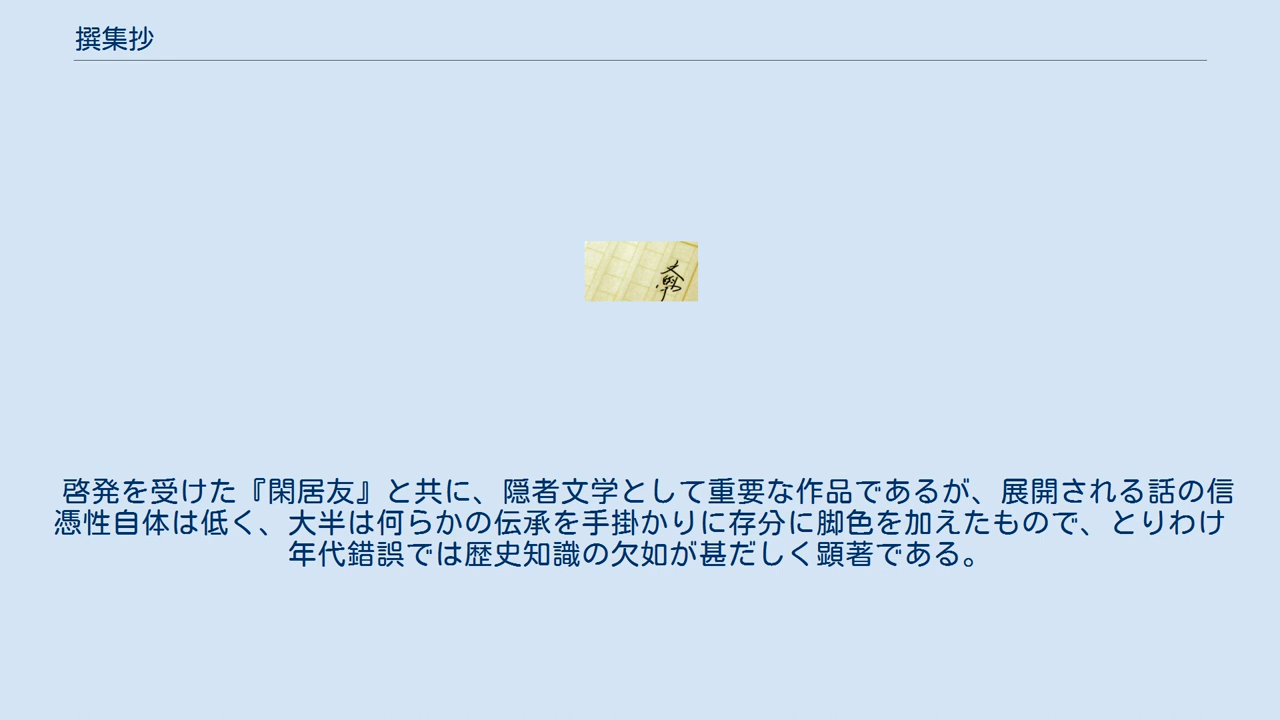 撰集抄
啓発を受けた『閑居友』と共に、隠者文学として重要な作品であるが、展開される話の信
憑性自体は低く、大半は何らかの伝承を手掛かりに存分に脚色を加えたもので、とりわけ
年代錯誤では歴史知識の欠如が甚だしく顕著である。